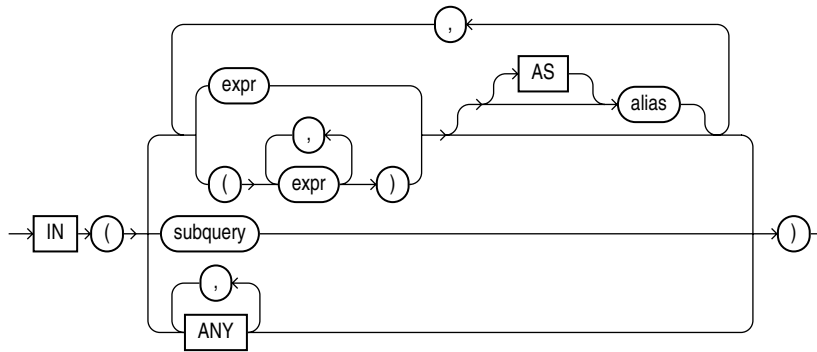 ,
AS
expr
alias
,
( expr )
IN ( subquery )
,
ANY